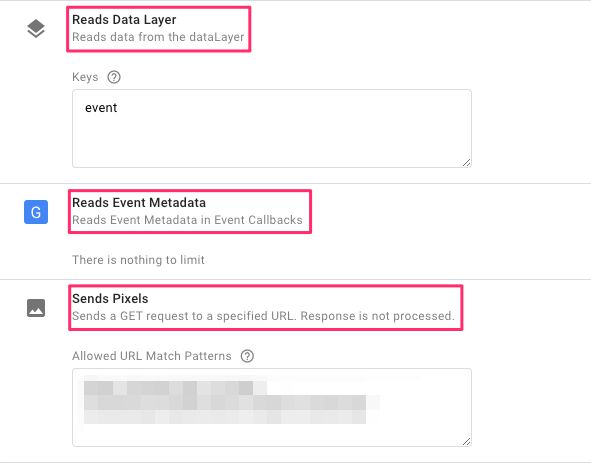 Reads Data Layer
Reads data from the dataLayer
Keys ?
event
G
Reads Event Metadata
Reads Event Metadata in Event Callbacks
There is nothing to limit
Sends Pixels
Sends a GET request to a specified URL. Response is not processed.
Allowed URL Match Patterns ?